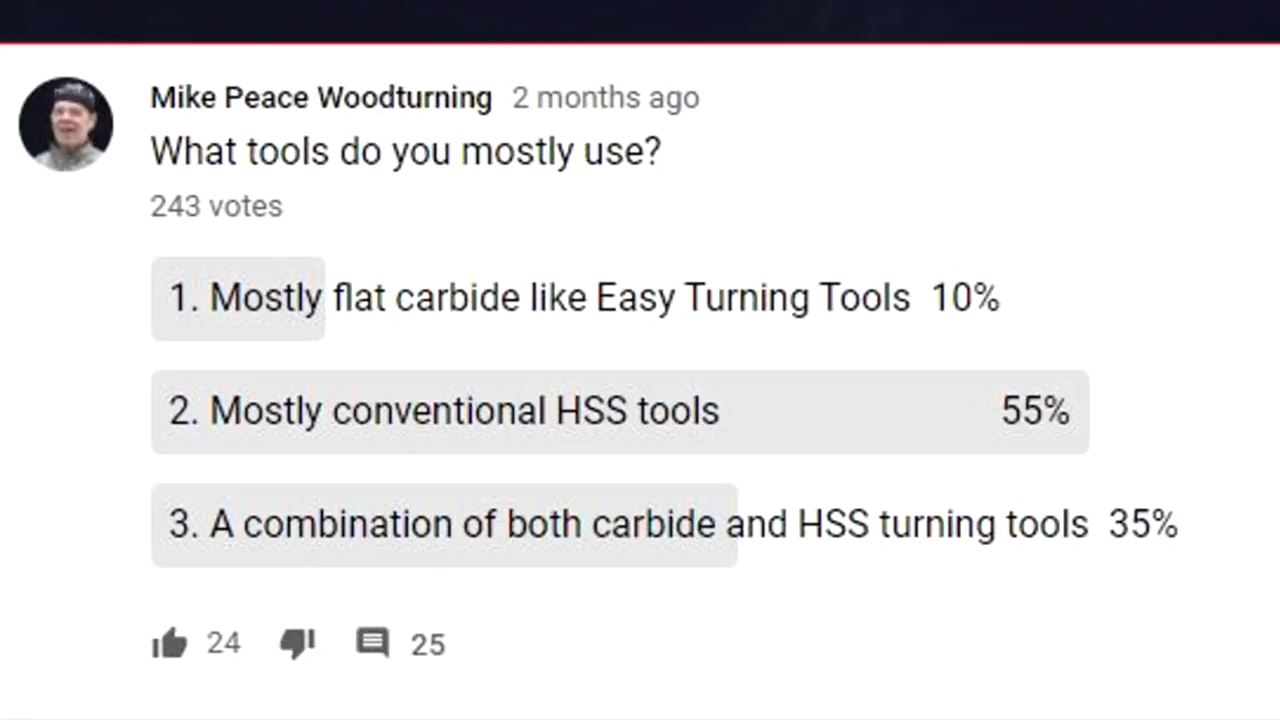 Mike Peace Woodturning 2 months ago
What tools do you mostly use?
243 votes
1. Mostly flat carbide like Easy Turning Tools 10%
2. Mostly conventional HSS tools 55%
3. A combination of both carbide and HSS turning tools 35%
24 25